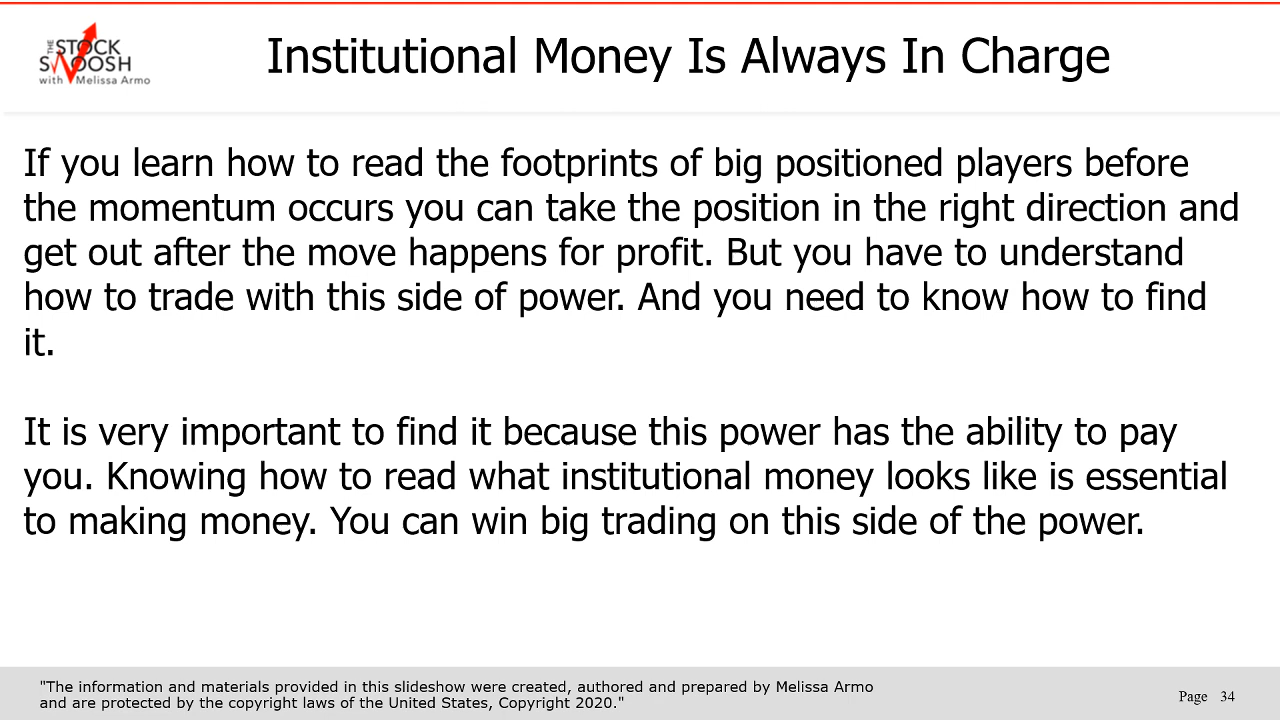 THE
STOCK
SWOOSH
with Melissa Armo
Institutional Money Is Always In Charge
If you learn how to read the footprints of big positioned players before
the momentum occurs you can take the position in the right direction and
get out after the move happens for profit. But you have to understand
how to trade with this side of power. And you need to know how to find
it.
It is very important to find it because this power has the ability to pay
you. Knowing how to read what institutional money looks like is essential
to making money. You can win big trading on this side of the power.
"The information and materials provided in this slideshow were created, authored and prepared by Melissa Armo
and are protected by the copyright laws of the United States, Copyright 2020."
Page 34